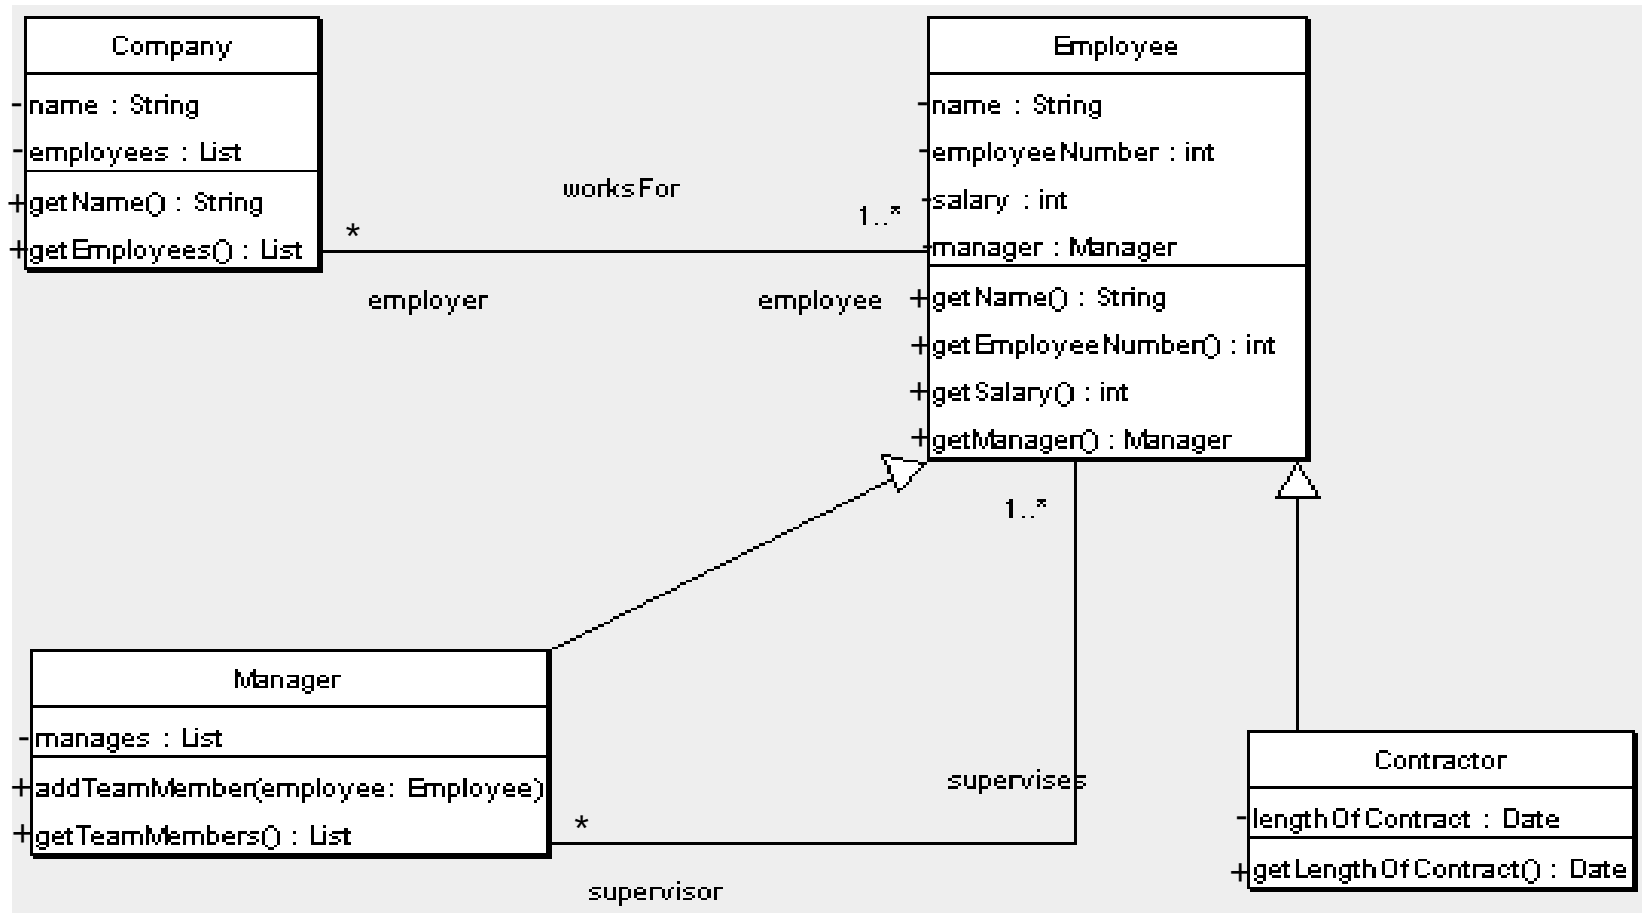 Company
-name : String
-employees : List
+getName() : String
+getEmployees() : List
worksFor
*
1..*
employer
employee
Employee
-name : String
-employeeNumber : int
-salary : int
-manager : Manager
+getName() : String
+getEmployeeNumber() : int
+getSalary() : int
+getManager() : Manager
1..*
Manager
-manages : List
+addTeamMember(employee: Employee)
+getTeamMembers() : List
*
supervises
supervisor
Contractor
-lengthOfContract : Date
+getLengthOfContract() : Date